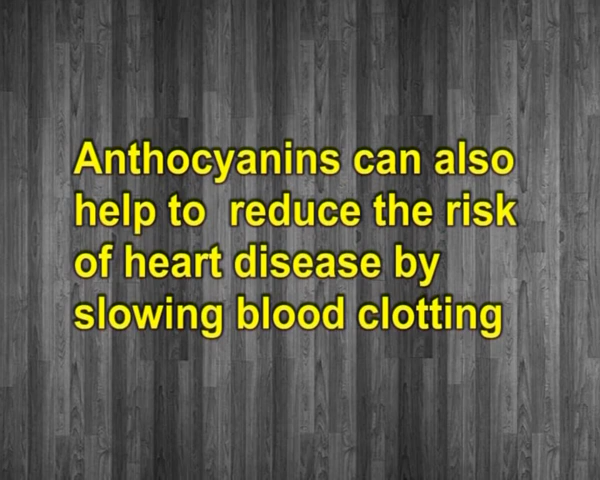 Anthocyanins can also
help to  reduce the risk
of heart disease by
slowing blood clotting